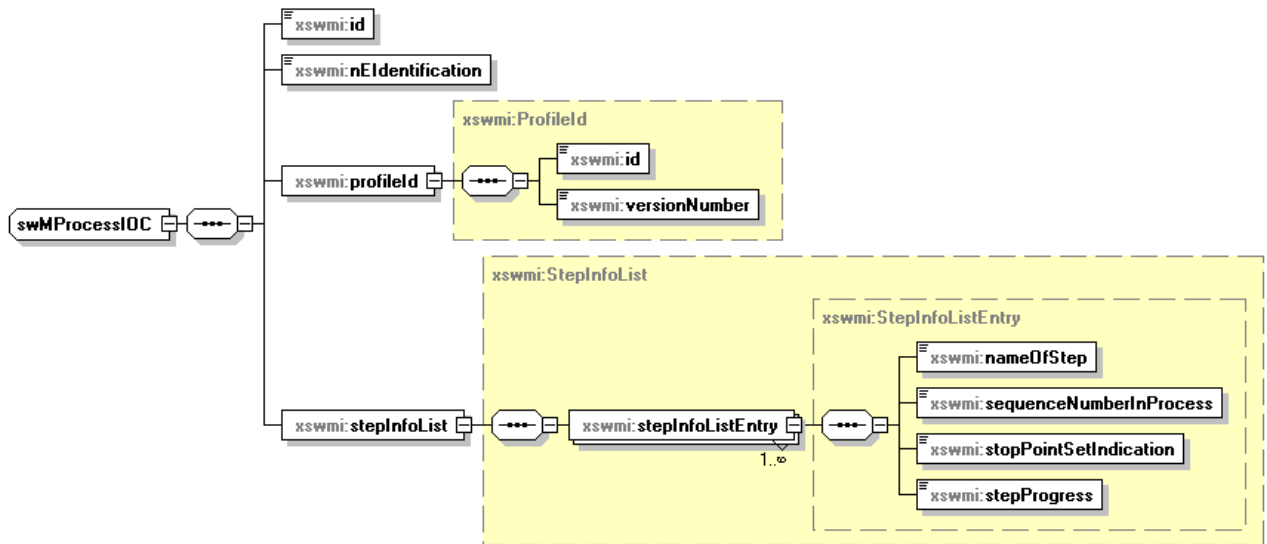 xswmi:id
xswmi:nEIdentification
xswmi:ProfileId
xswmi:id
xswmi:profileId
xswmi:versionNumber
swMProcessIOC
xswmi:StepInfoList
xswmi:StepInfoListEntry
xswmi:nameOfStep
xswmi:sequenceNumberInProcess
xswmi:stepInfoList
xswmi:stepInfoListEntry
xswmi:stopPointSetIndication
1..∞
xswmi:stepProgress